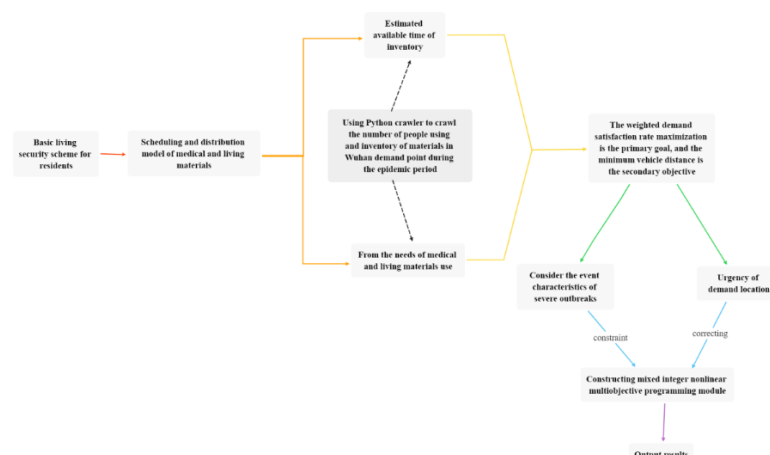 Estimated
available time of
inventory
Using Python crawler to crawl
the number of people using
and inventory of materials in
Wuhan demand point during
the epidemic period
Basic living
security scheme for
residents
Scheduling and distribution
model of medical and living
materials
The weighted demand
satisfaction rate maximization
is the primary goal, and the
minimum vehicle distance is
the secondary objective
From the needs of medical
and living materials use
Consider the event
characteristics of
severe outbreaks
Urgency of
demand location
constraint
correcting
Constructing mixed integer nonlinear
multiobjective programming module
Output results